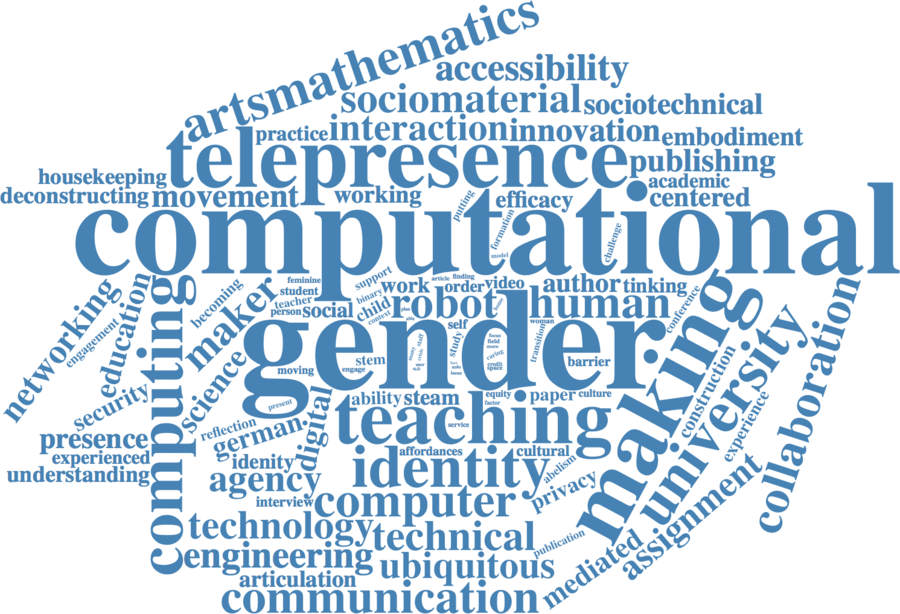 artsmathematics
accessibility
sociomaterial
sociotechnical
practice
interaction
innovation
embodiment
telepresence
publishing
housekeeping
academic
deconstructing
movement
working
putting
efficacy
centered
formation
challenge
computational
model
support
article
finding
feminine
binary
work
order
video
author
tinking
conference
networking
engagement
education
computing
becoming
maker
student
teacher
person
social
child
context
robot
human
woman
gender
self
study
transition
focus
field
more
caring
credit
space
barrier
stem
engage
moving
science
present
making
university
collaboration
construction
experience
security
presence
experienced
understanding
reflection
german
digital
ability
steam
equity
factor
paper
culture
teaching
service
affordances
cultural
idenity
agency
interview
identity
ableism
privacy
computer
technology
technical
publication
mediated
assignment
engineering
ubiquitous
articulation
communication